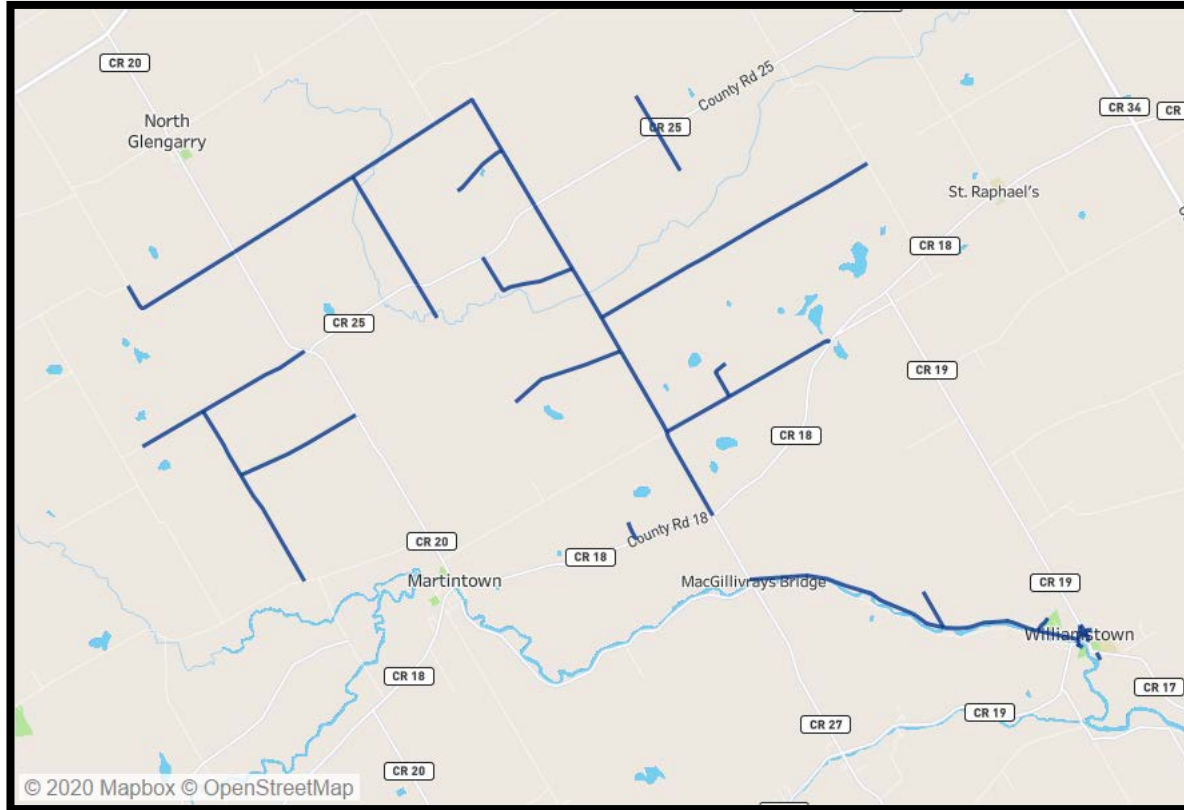 CR 20
County Rd 25
CR 34
CR
North
Glengarry
CR 25
St. Raphael's
CR 18
CR 25
CR 19
CR 18
County Rd 18
CR 20
CR 18
Martintown
MacGillivrays Bridge
CR 19
Williamstown
CR 18
CR 17
CR 19
CR 27
CR 20
© 2020 Mapbox © OpenStreetMap